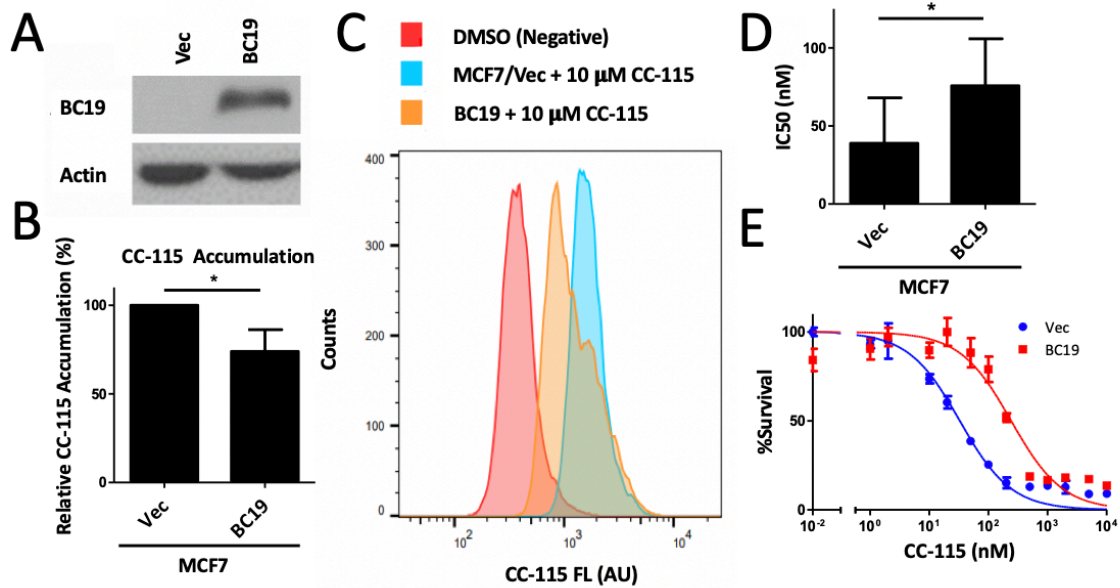 A
Vec
BC19
BC19
Actin
B
CC-115 Accumulation
*
Relative CC-115 Accumulation (%)
100
50
0
Vec
BC19
MCF7
C
DMSO (Negative)
MCF7/Vec + 10 μM CC-115
BC19 + 10 μM CC-115
Counts
400
300
200
100
0
10²
10³
10⁴
CC-115 FL (AU)
D
*
IC50 (nM)
100
50
0
Vec
BC19
MCF7
E
Vec
BC19
%Survival
100
50
0
10⁻²
10⁰
10¹
10²
10³
10⁴
CC-115 (nM)